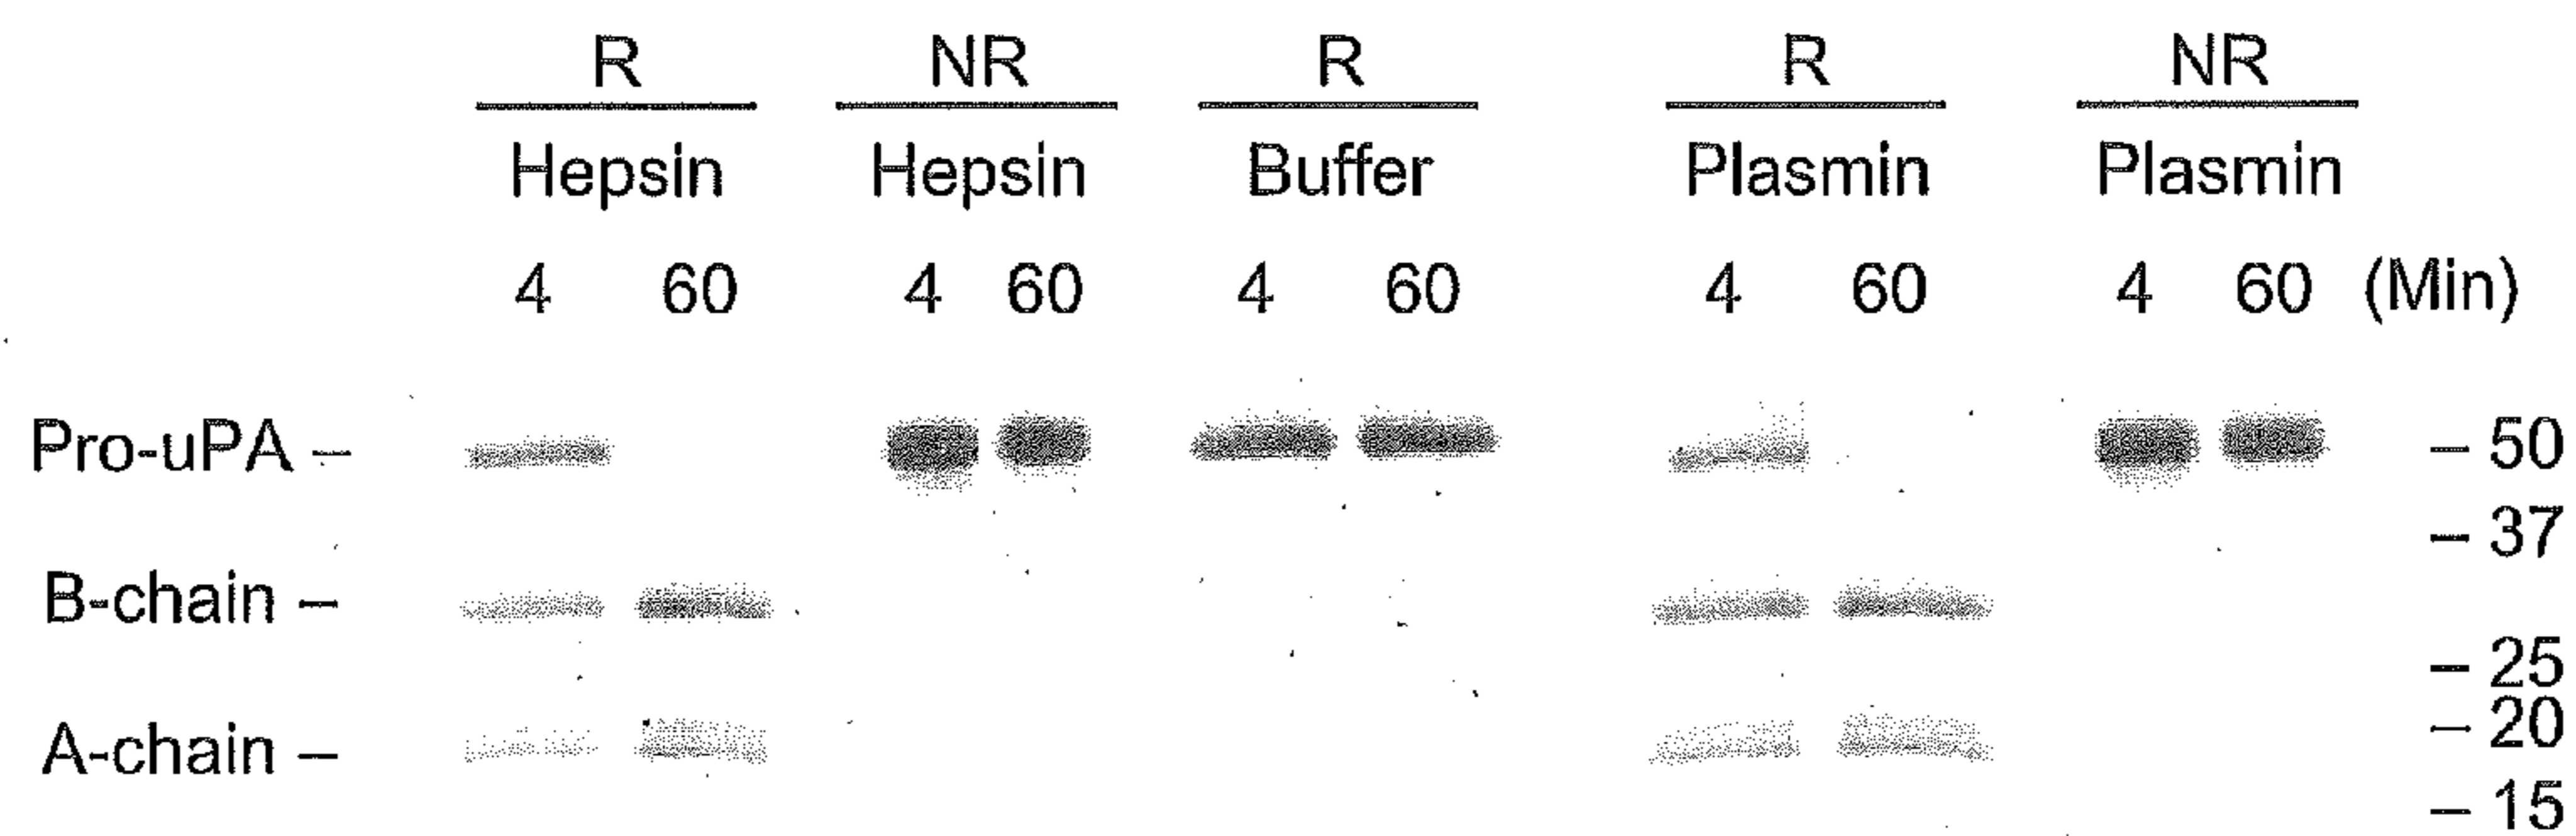 R NR R R NR
Hepsin Hepsin Buffer Plasmin Plasmin
4 60 4 60 4 60 4 60 4 60 (Min)
Pro-uPA – – 50
– 37
B-chain –
– 25
– 20
A-chain –
– 15